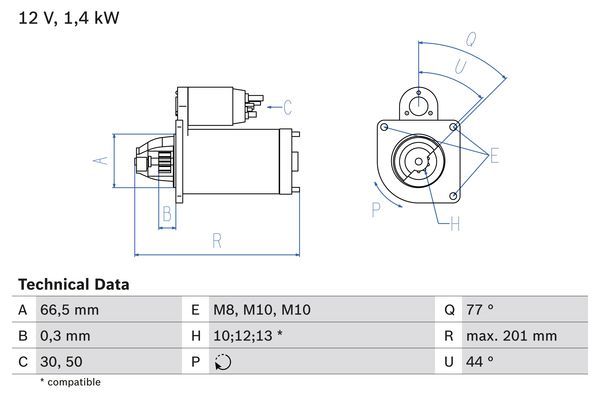 12 V, 1,4 kW
Q
U
C
A
E
B
P
H
R
Technical Data
A 66,5 mm E M8, M10, M10 Q 77 °
B 0,3 mm H 10;12;13 * R max. 201 mm
C 30, 50 P U 44 °
* compatible